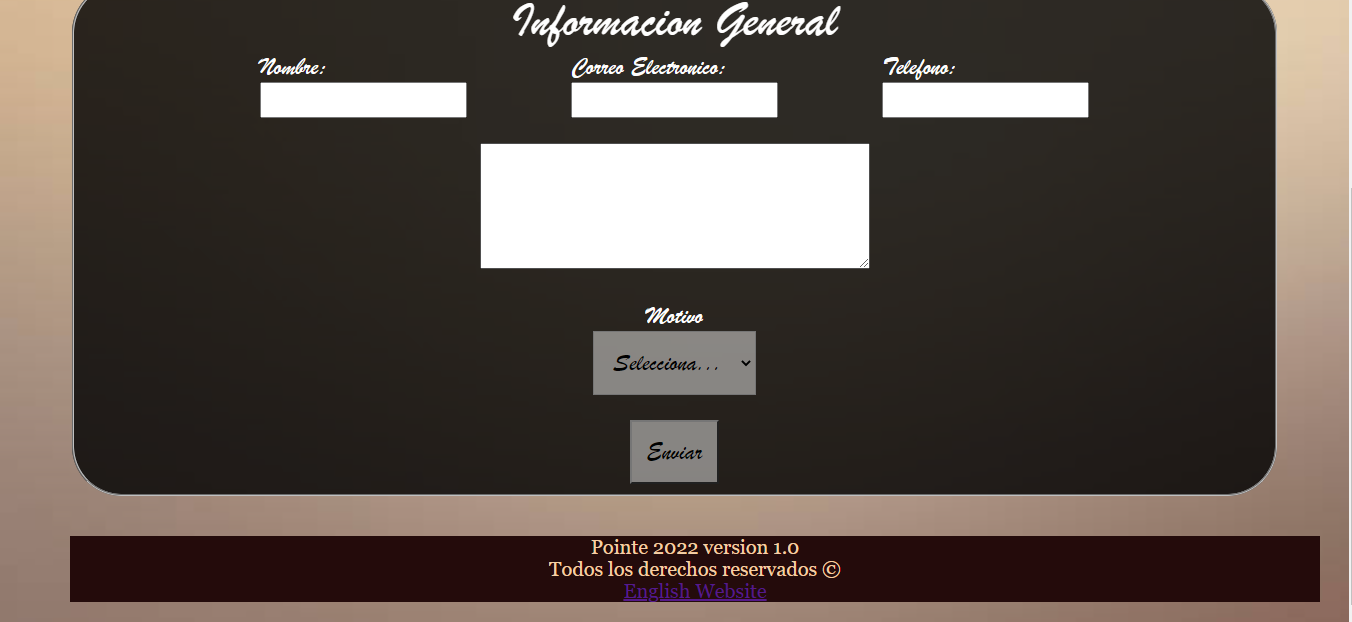 Informacion General
Nombre: Correo Electronico: Telefono:
Motivo
Selecciona...
Enviar
Pointe 2022 version 1.0
Todos los derechos reservados ©
English Website